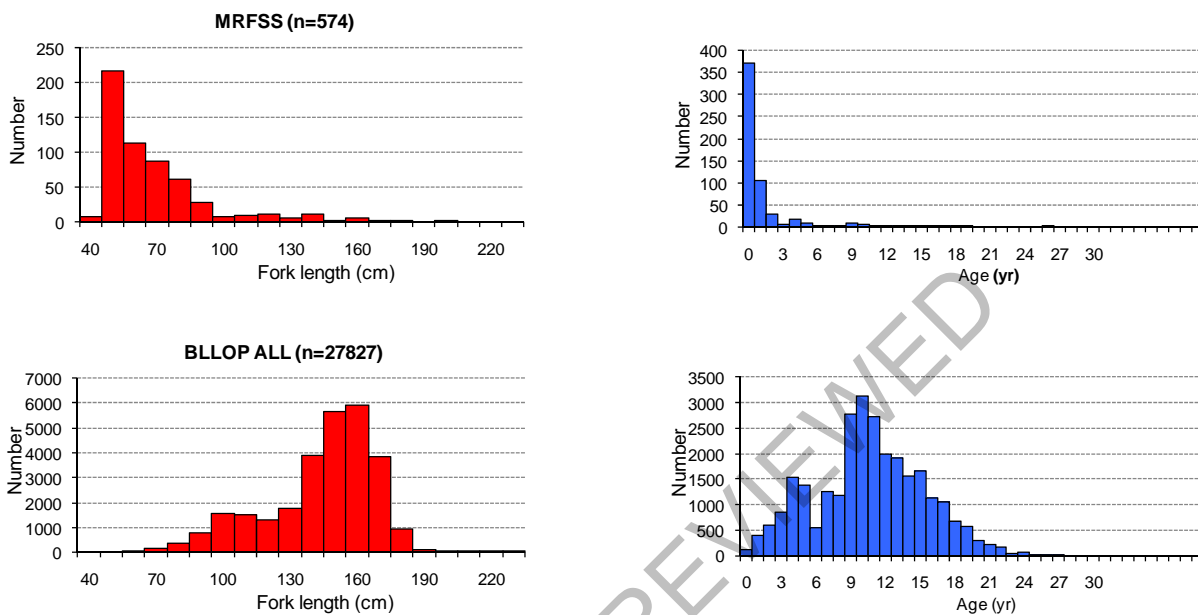 MRFSS (n=574)
250
200
150
100
50
0
Number
40 70 100 130 160 190 220
Fork length (cm)
400
350
300
250
200
150
100
50
0
Number
0 3 6 9 12 15 18 21 24 27 30
Age (yr)
BLLOP ALL (n=27827)
7000
6000
5000
4000
3000
2000
1000
0
Number
40 70 100 130 160 190 220
Fork length (cm)
3500
3000
2500
2000
1500
1000
500
0
Number
0 3 6 9 12 15 18 21 24 27 30
Age (yr)
REVIEWED